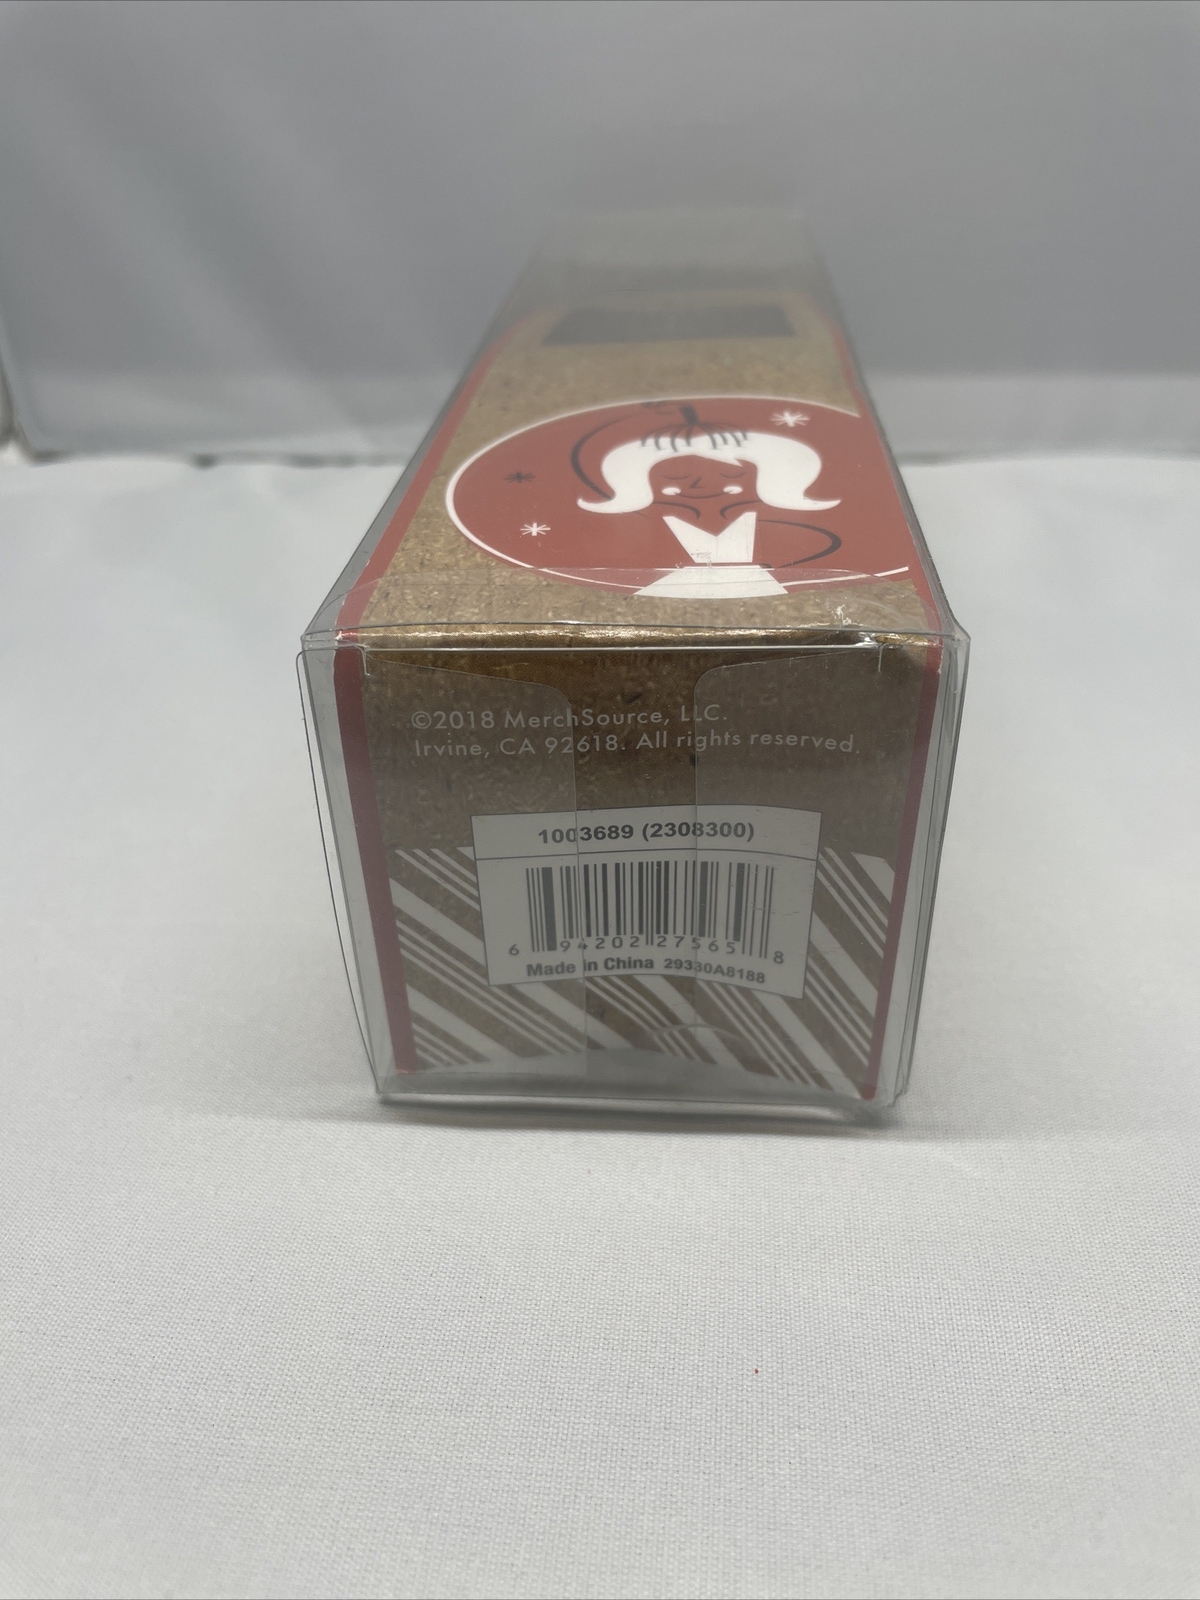 ©2018 MerchSource, LLC.
Irvine, CA 92618. All rights reserved.
1003689 (2308300)
6 94202 27565 8
Made in China 29330A8188